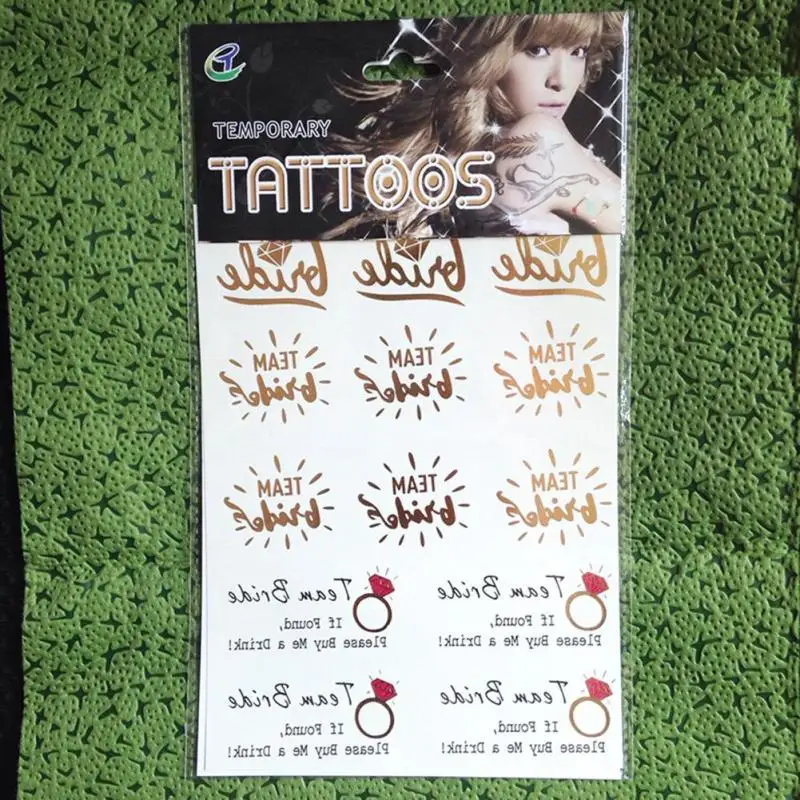 TEMPORARY
TATTOOS
bride bride bride
TEAM TEAM TEAM
bride bride bride
TEAM TEAM TEAM
bride bride bride
Team Bride Team Bride
If Found, If Found,
Please Buy Me a Drink! Please Buy Me a Drink!
Team Bride Team Bride
If Found, If Found,
Please Buy Me a Drink! Please Buy Me a Drink!